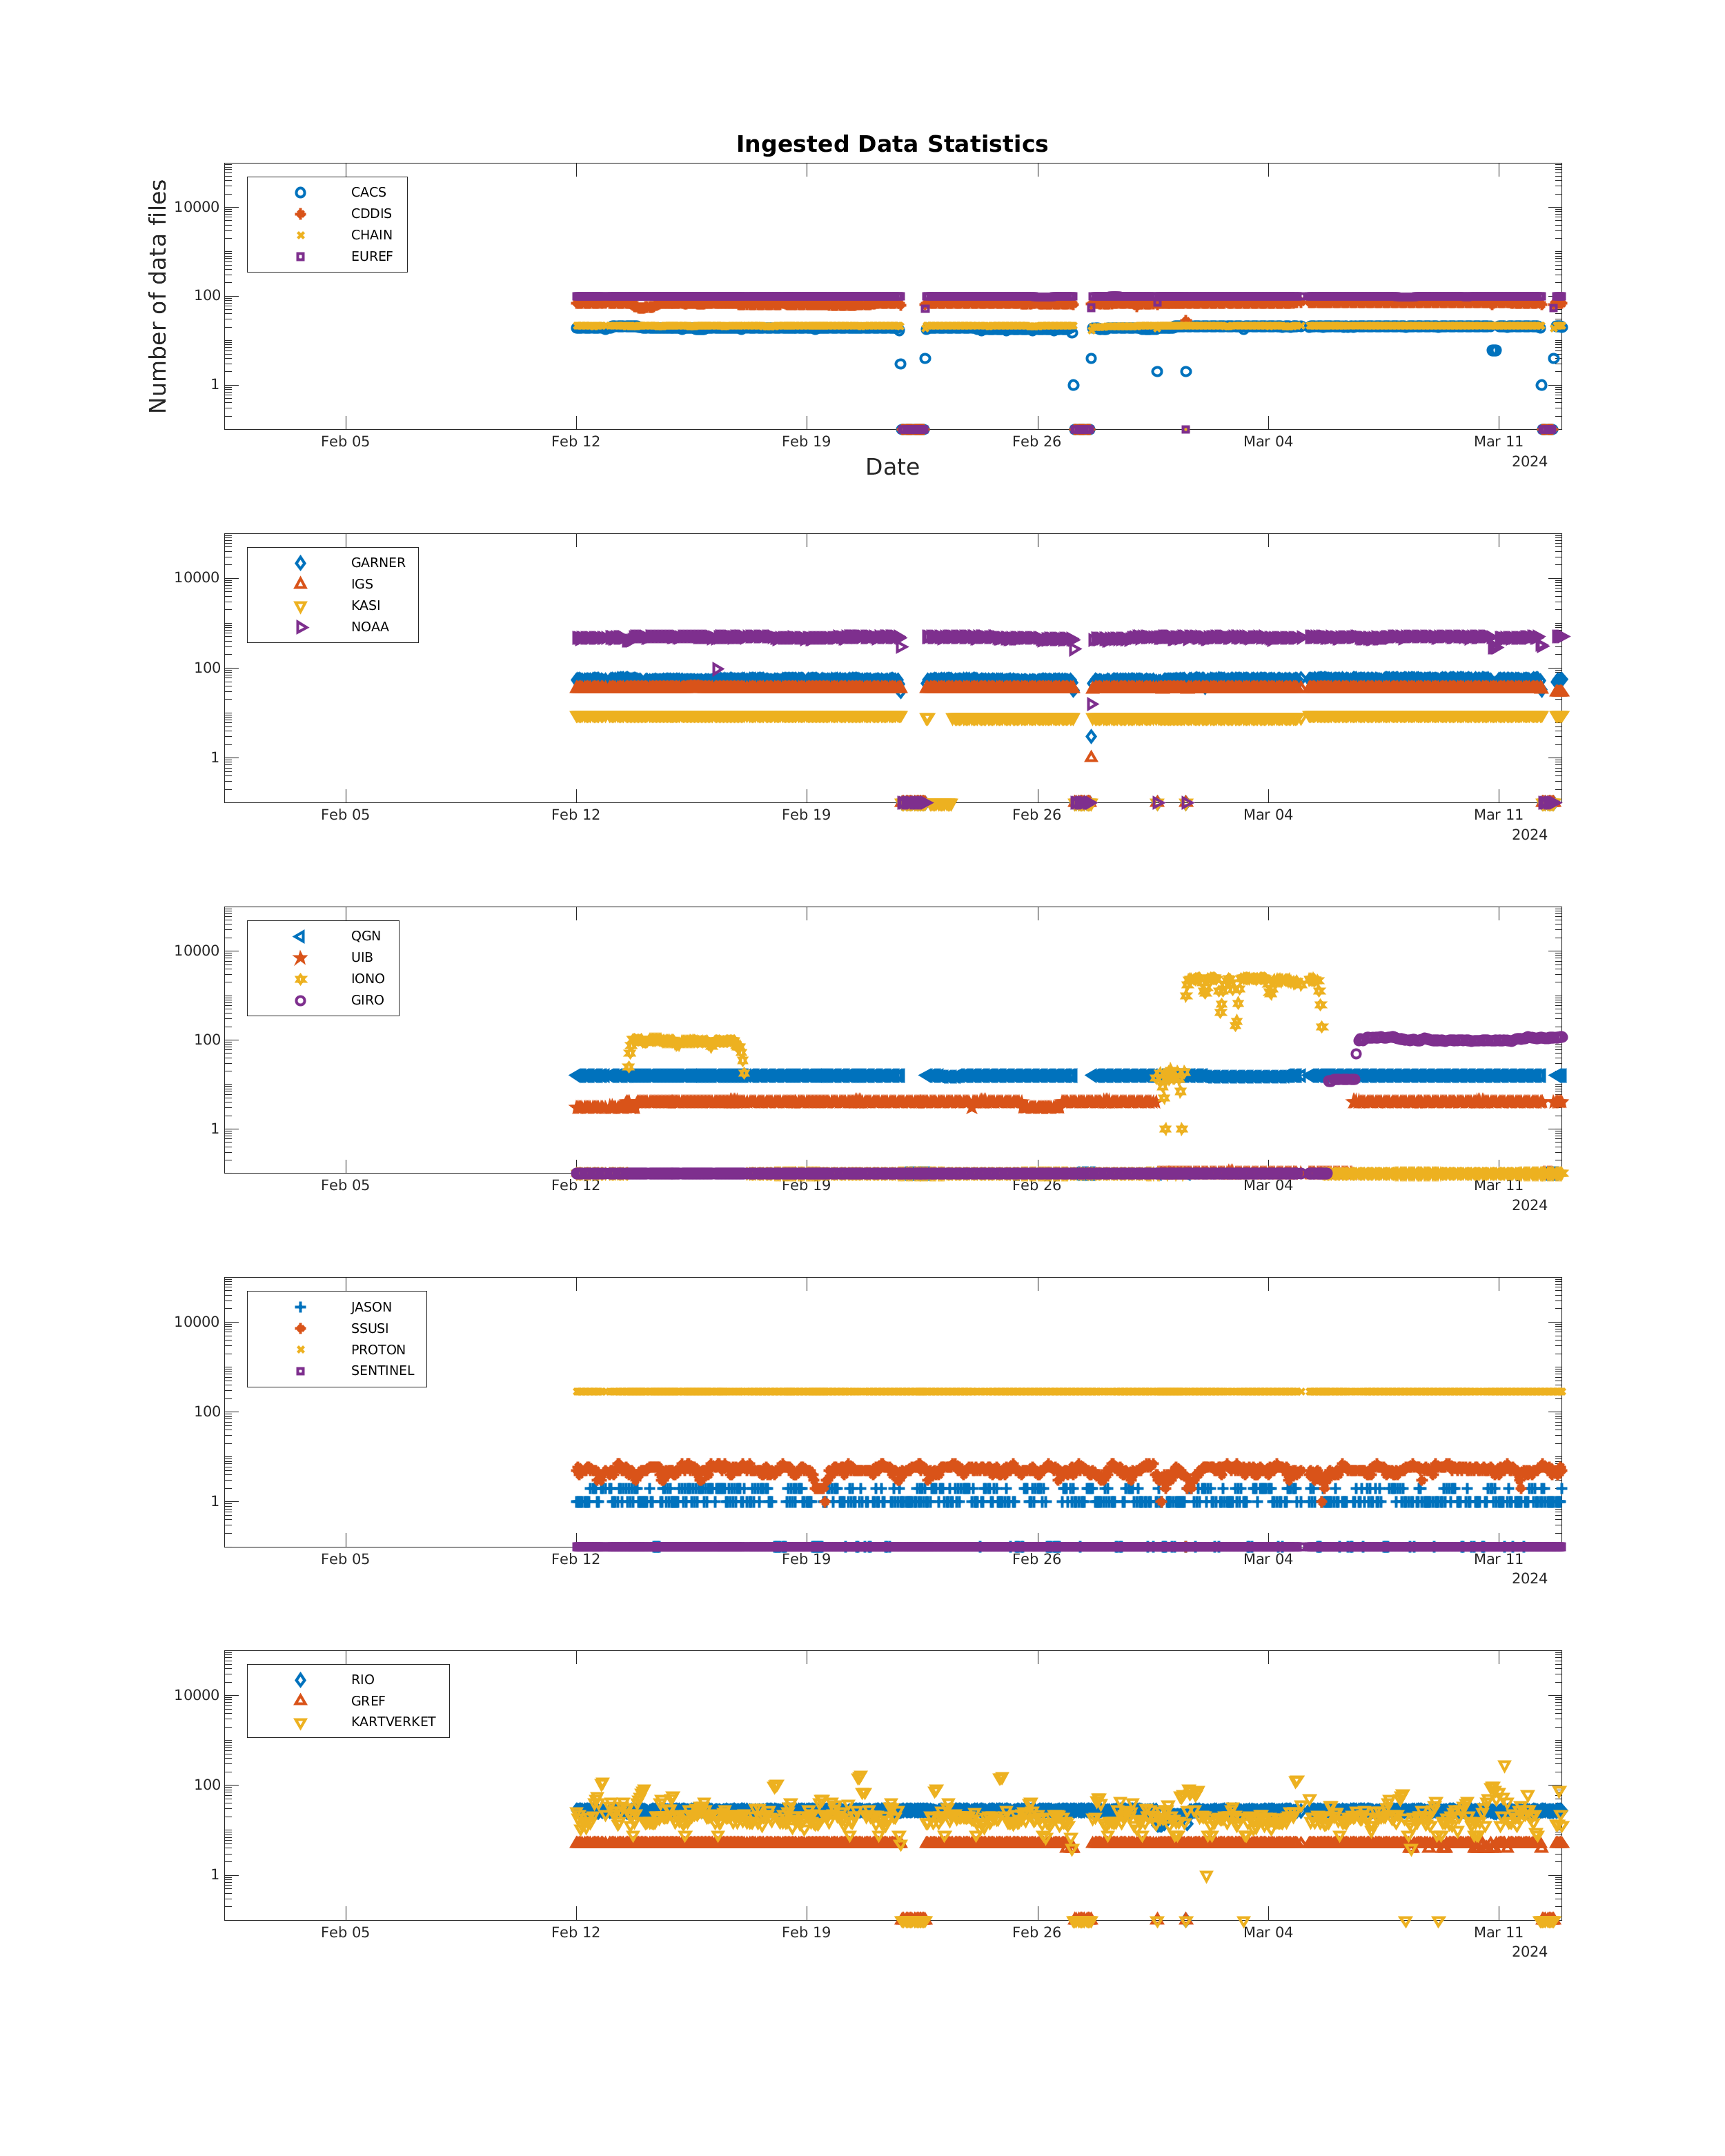 Ingested Data Statistics
Number of data files
10000
100
1
CACS
CDDIS
CHAIN
EUREF
Feb 05 Feb 12 Feb 19 Feb 26 Mar 04 Mar 11
2024
Date
10000
100
1
GARNER
IGS
KASI
NOAA
Feb 05 Feb 12 Feb 19 Feb 26 Mar 04 Mar 11
2024
10000
100
1
QGN
UIB
IONO
GIRO
Feb 05 Feb 12 Feb 19 Feb 26 Mar 04 Mar 11
2024
10000
100
1
JASON
SSUSI
PROTON
SENTINEL
Feb 05 Feb 12 Feb 19 Feb 26 Mar 04 Mar 11
2024
10000
100
1
RIO
GREF
KARTVERKET
Feb 05 Feb 12 Feb 19 Feb 26 Mar 04 Mar 11
2024